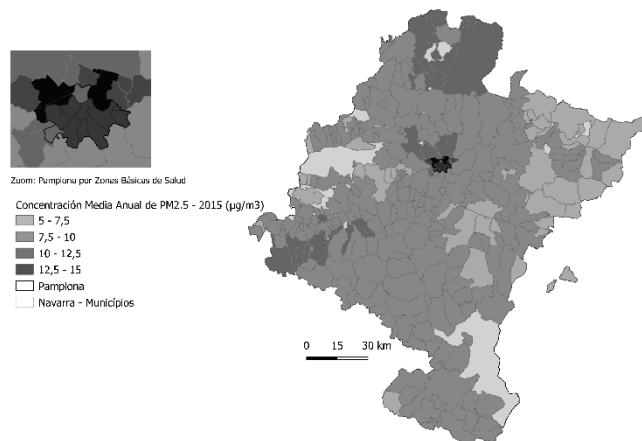 Zoom: Pamplona por Zonas Básicas de Salud
Concentración Media Anual de PM2.5 - 2015 (µg/m3)
5 - 7,5
7,5 - 10
10 - 12,5
12,5 - 15
Pamplona
Navarra - Municípios
0 15 30 km